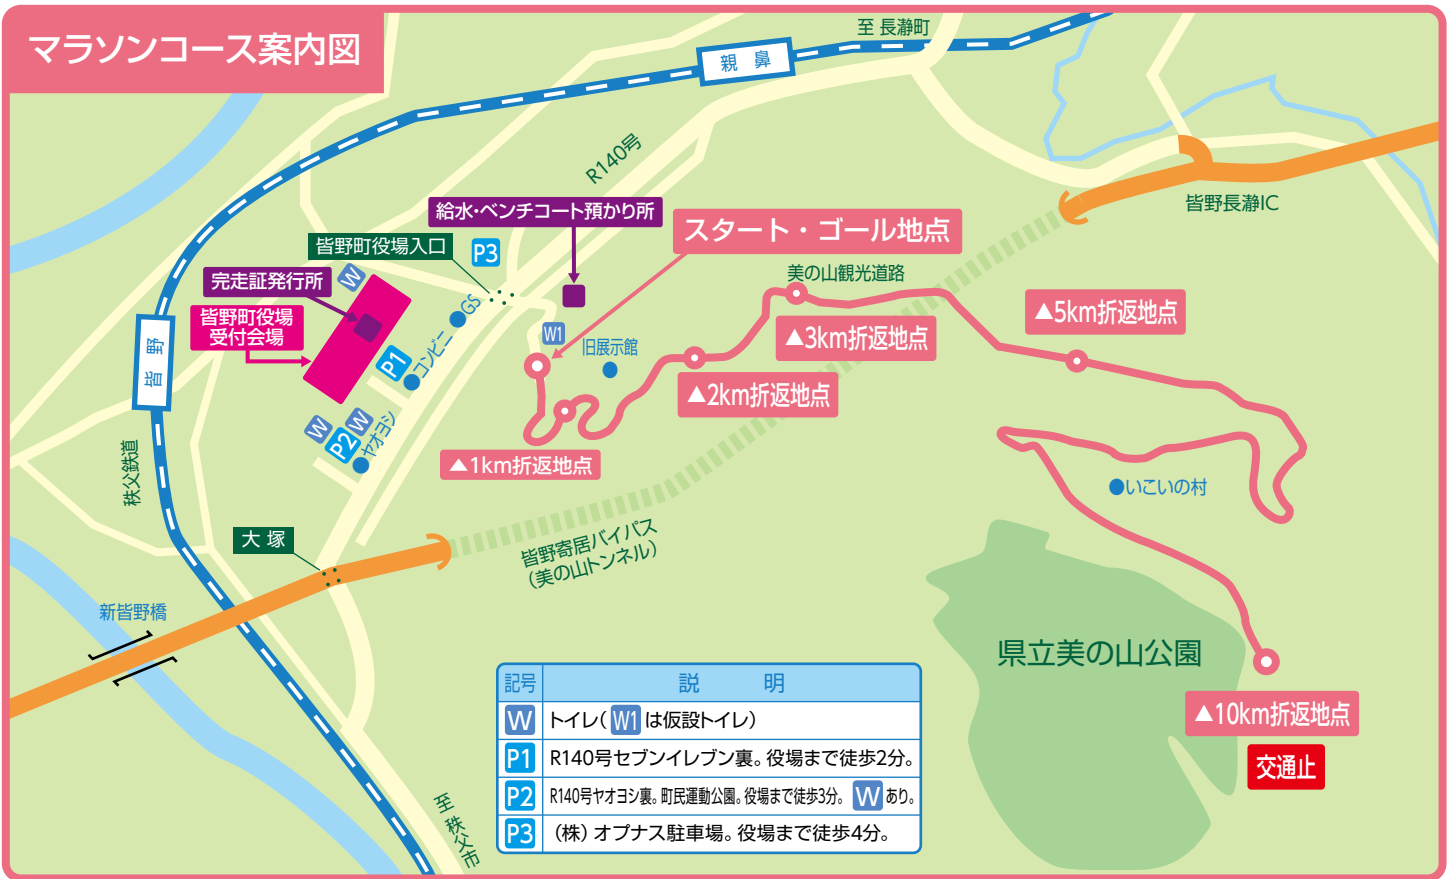 マラソンコース案内図
至 長瀞町
親 鼻
R140号
皆野長瀞IC
給水・ベンチコート預かり所
スタート・ゴール地点
皆野町役場入口
P3
W
完走証発行所
美の山観光道路
皆野町役場
受付会場
GS
▲5km折返地点
皆 野
W1
旧展示館
▲3km折返地点
コンビニ
P1
▲2km折返地点
W
W
P2
ヤオヨシ
▲1km折返地点
秩父鉄道
いこいの村
大 塚
皆野寄居バイパス
（美の山トンネル）
新皆野橋
県立美の山公園
▲10km折返地点
交通止
至 秩父市
記号 説 明
W トイレ（W1は仮設トイレ）
P1 R140号セブンイレブン裏。役場まで徒歩2分。
P2 R140号ヤオヨシ裏。町民運動公園。役場まで徒歩3分。Wあり。
P3 （株）オプナス駐車場。役場まで徒歩4分。